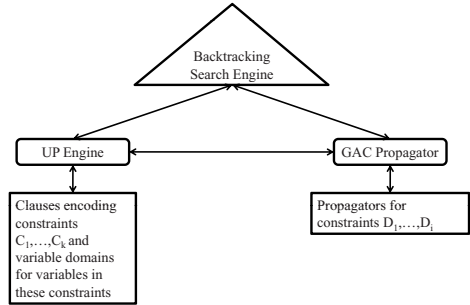 Backtracking
Search Engine
UP Engine
GAC Propagator
Clauses encoding
constraints
C₁,…,Cₖ and
variable domains
for variables in
these constraints
Propagators for
constraints D₁,…,Dᵢ